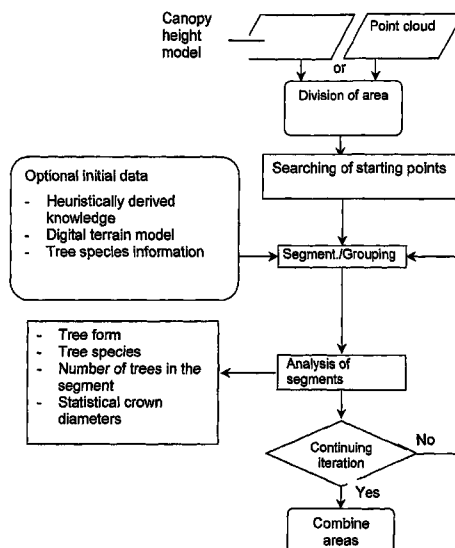 Canopy
height
model
Point cloud
or
Division of area
Searching of starting points
Optional initial data
- Heuristically derived
knowledge
- Digital terrain model
- Tree species information
Segment./Grouping
- Tree form
- Tree species
- Number of trees in the
segment
- Statistical crown
diameters
Analysis of
segments
Continuing
iteration
No
Yes
Combine
areas